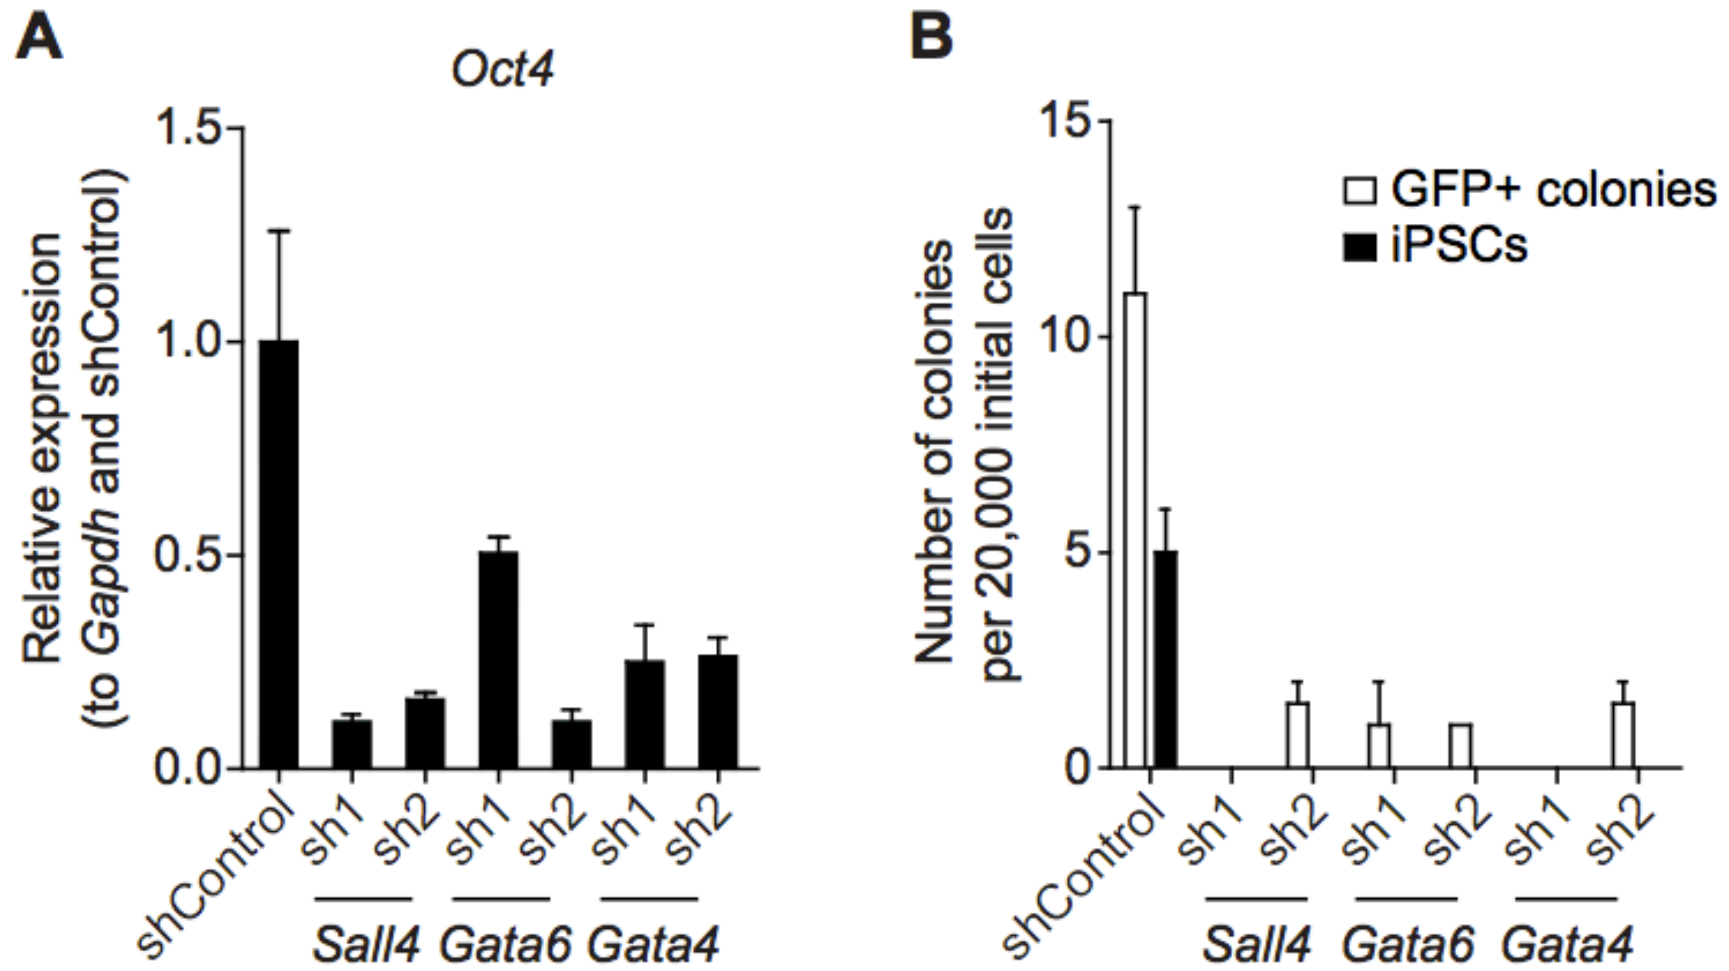 A
Oct4
Relative expression
(to Gapdh and shControl)
1.5
1.0
0.5
0.0
shControl
sh1
sh2
sh1
sh2
sh1
sh2
Sall4
Gata6
Gata4
B
Number of colonies
per 20,000 initial cells
15
10
5
0
GFP+ colonies
iPSCs
shControl
sh1
sh2
sh1
sh2
sh1
sh2
Sall4
Gata6
Gata4